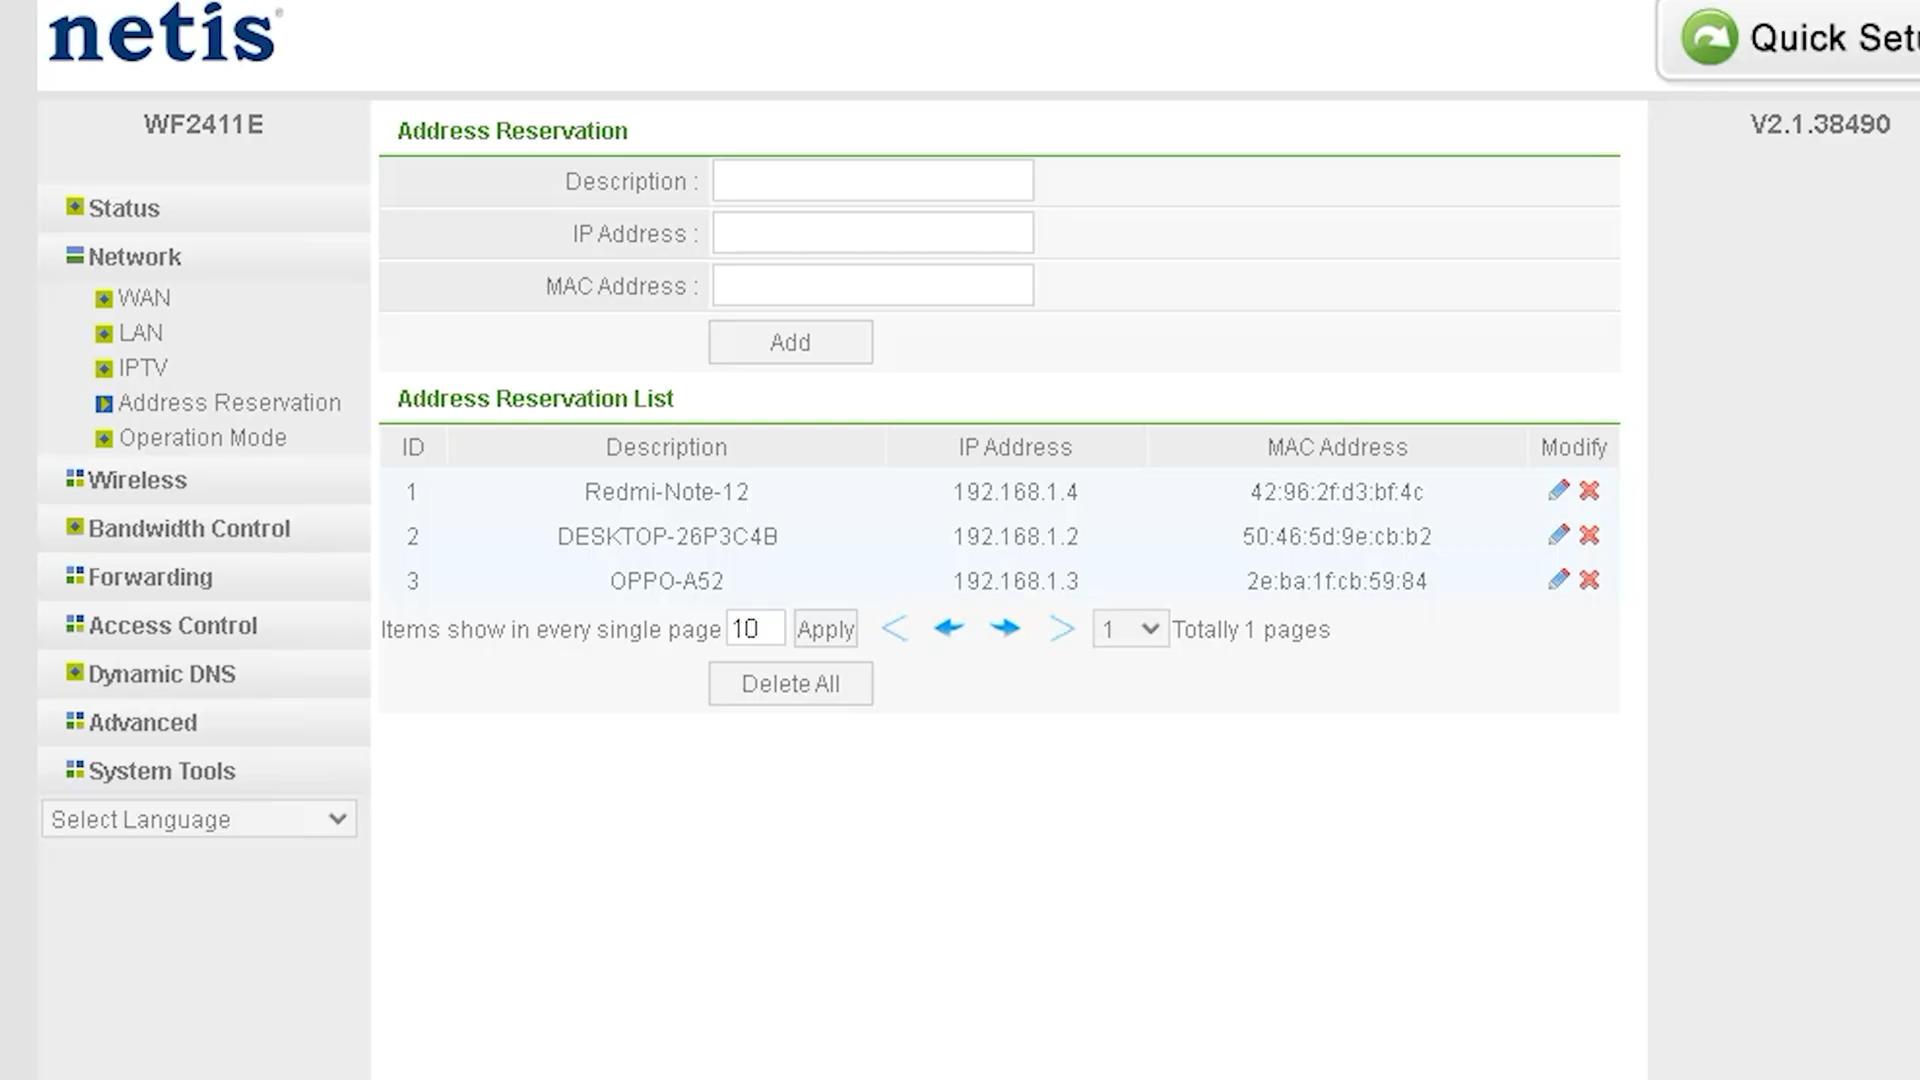 netis®
Quick Set
WF2411E
V2.1.38490
Status
Network
WAN
LAN
IPTV
Address Reservation
Operation Mode
Wireless
Bandwidth Control
Forwarding
Access Control
Dynamic DNS
Advanced
System Tools
Select Language
Address Reservation
Description :
IP Address :
MAC Address :
Add
Address Reservation List
ID Description IP Address MAC Address Modify
1 Redmi-Note-12 192.168.1.4 42:96:2f:d3:bf:4c
2 DESKTOP-26P3C4B 192.168.1.2 50:46:5d:9e:cb:b2
3 OPPO-A52 192.168.1.3 2e:ba:1f:cb:59:84
Items show in every single page 10 Apply 1 Totally 1 pages
Delete All